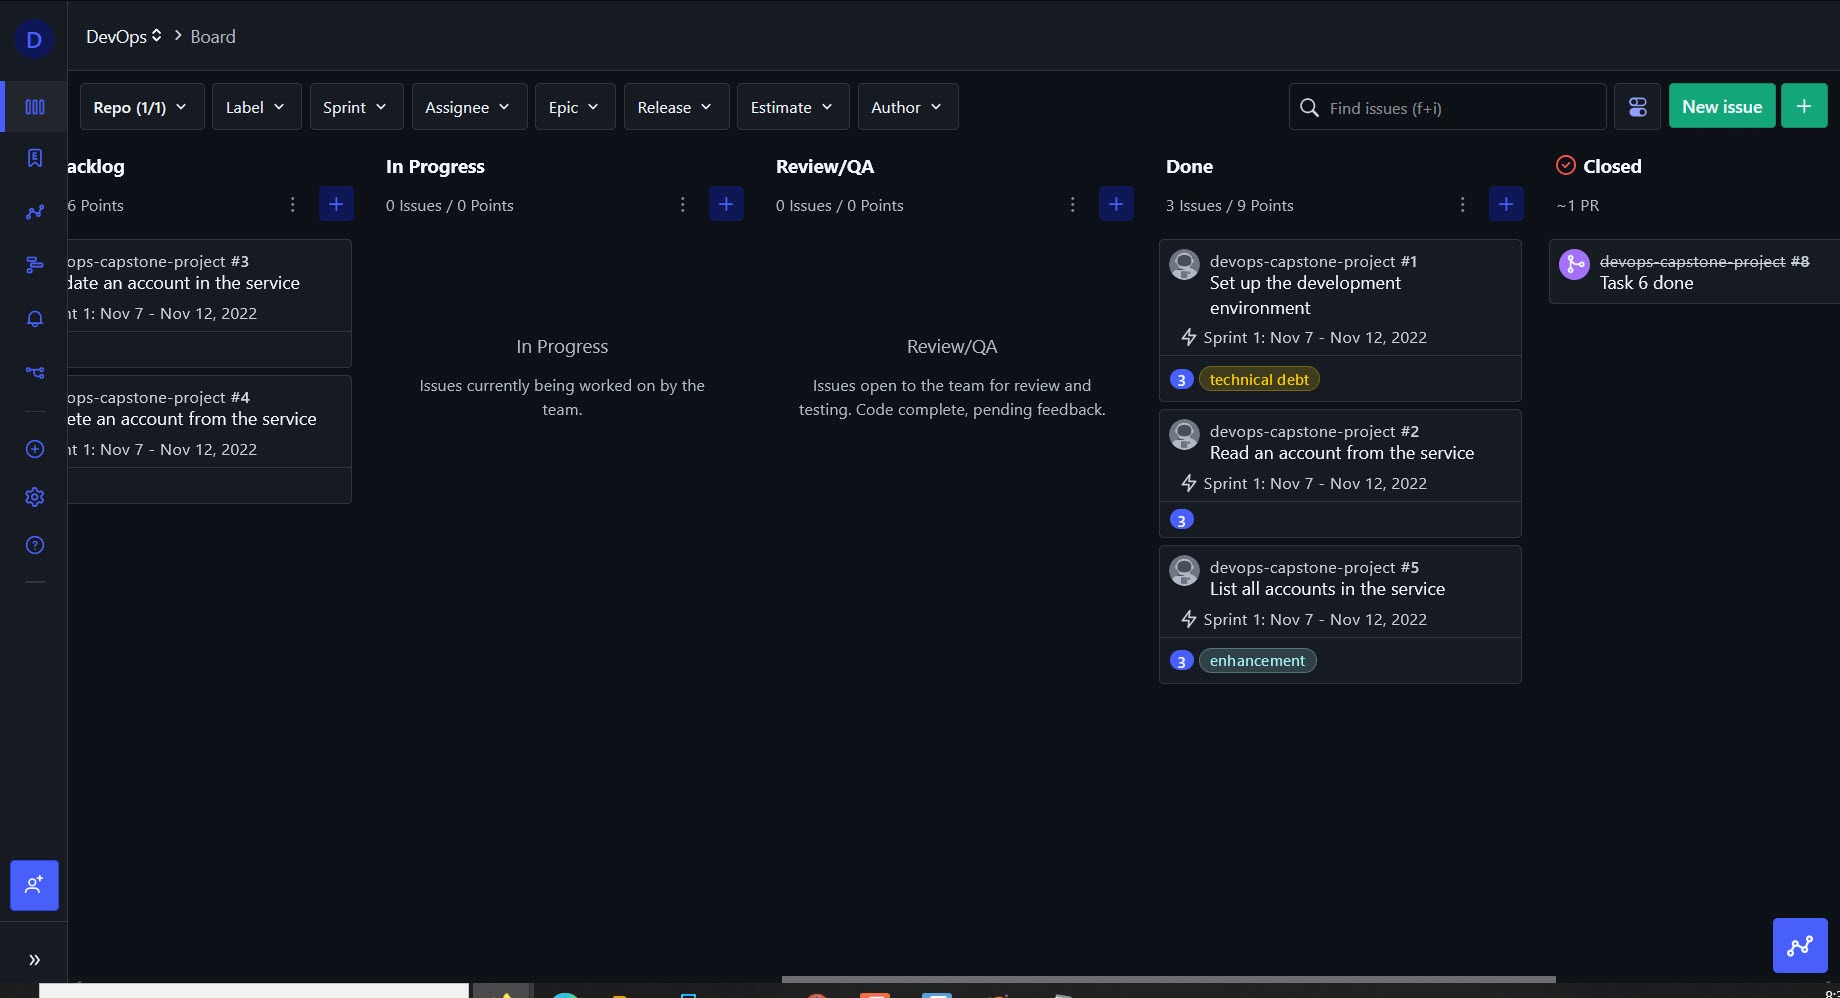 D
DevOps > Board
Repo (1/1)
Label
Sprint
Assignee
Epic
Release
Estimate
Author
Find issues (f+i)
New issue
+
acklog
6 Points
ops-capstone-project #3
date an account in the service
nt 1: Nov 7 - Nov 12, 2022
ops-capstone-project #4
ete an account from the service
nt 1: Nov 7 - Nov 12, 2022
In Progress
0 Issues / 0 Points
In Progress
Issues currently being worked on by the
team.
Review/QA
0 Issues / 0 Points
Review/QA
Issues open to the team for review and
testing. Code complete, pending feedback.
Done
3 Issues / 9 Points
devops-capstone-project #1
Set up the development
environment
Sprint 1: Nov 7 - Nov 12, 2022
3 technical debt
devops-capstone-project #2
Read an account from the service
Sprint 1: Nov 7 - Nov 12, 2022
3
devops-capstone-project #5
List all accounts in the service
Sprint 1: Nov 7 - Nov 12, 2022
3 enhancement
Closed
~1 PR
devops-capstone-project #8
Task 6 done